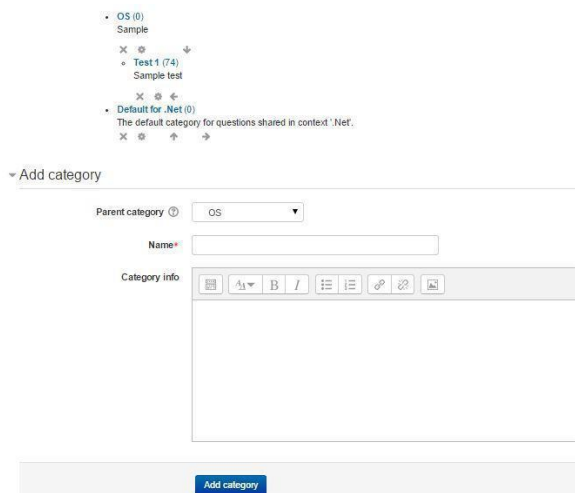 OS (0)
Sample
Test 1 (74)
Sample test
Default for .Net (0)
The default category for questions shared in context '.Net'.
Add category
Parent category
OS
Name*
Category info
B I
Add category